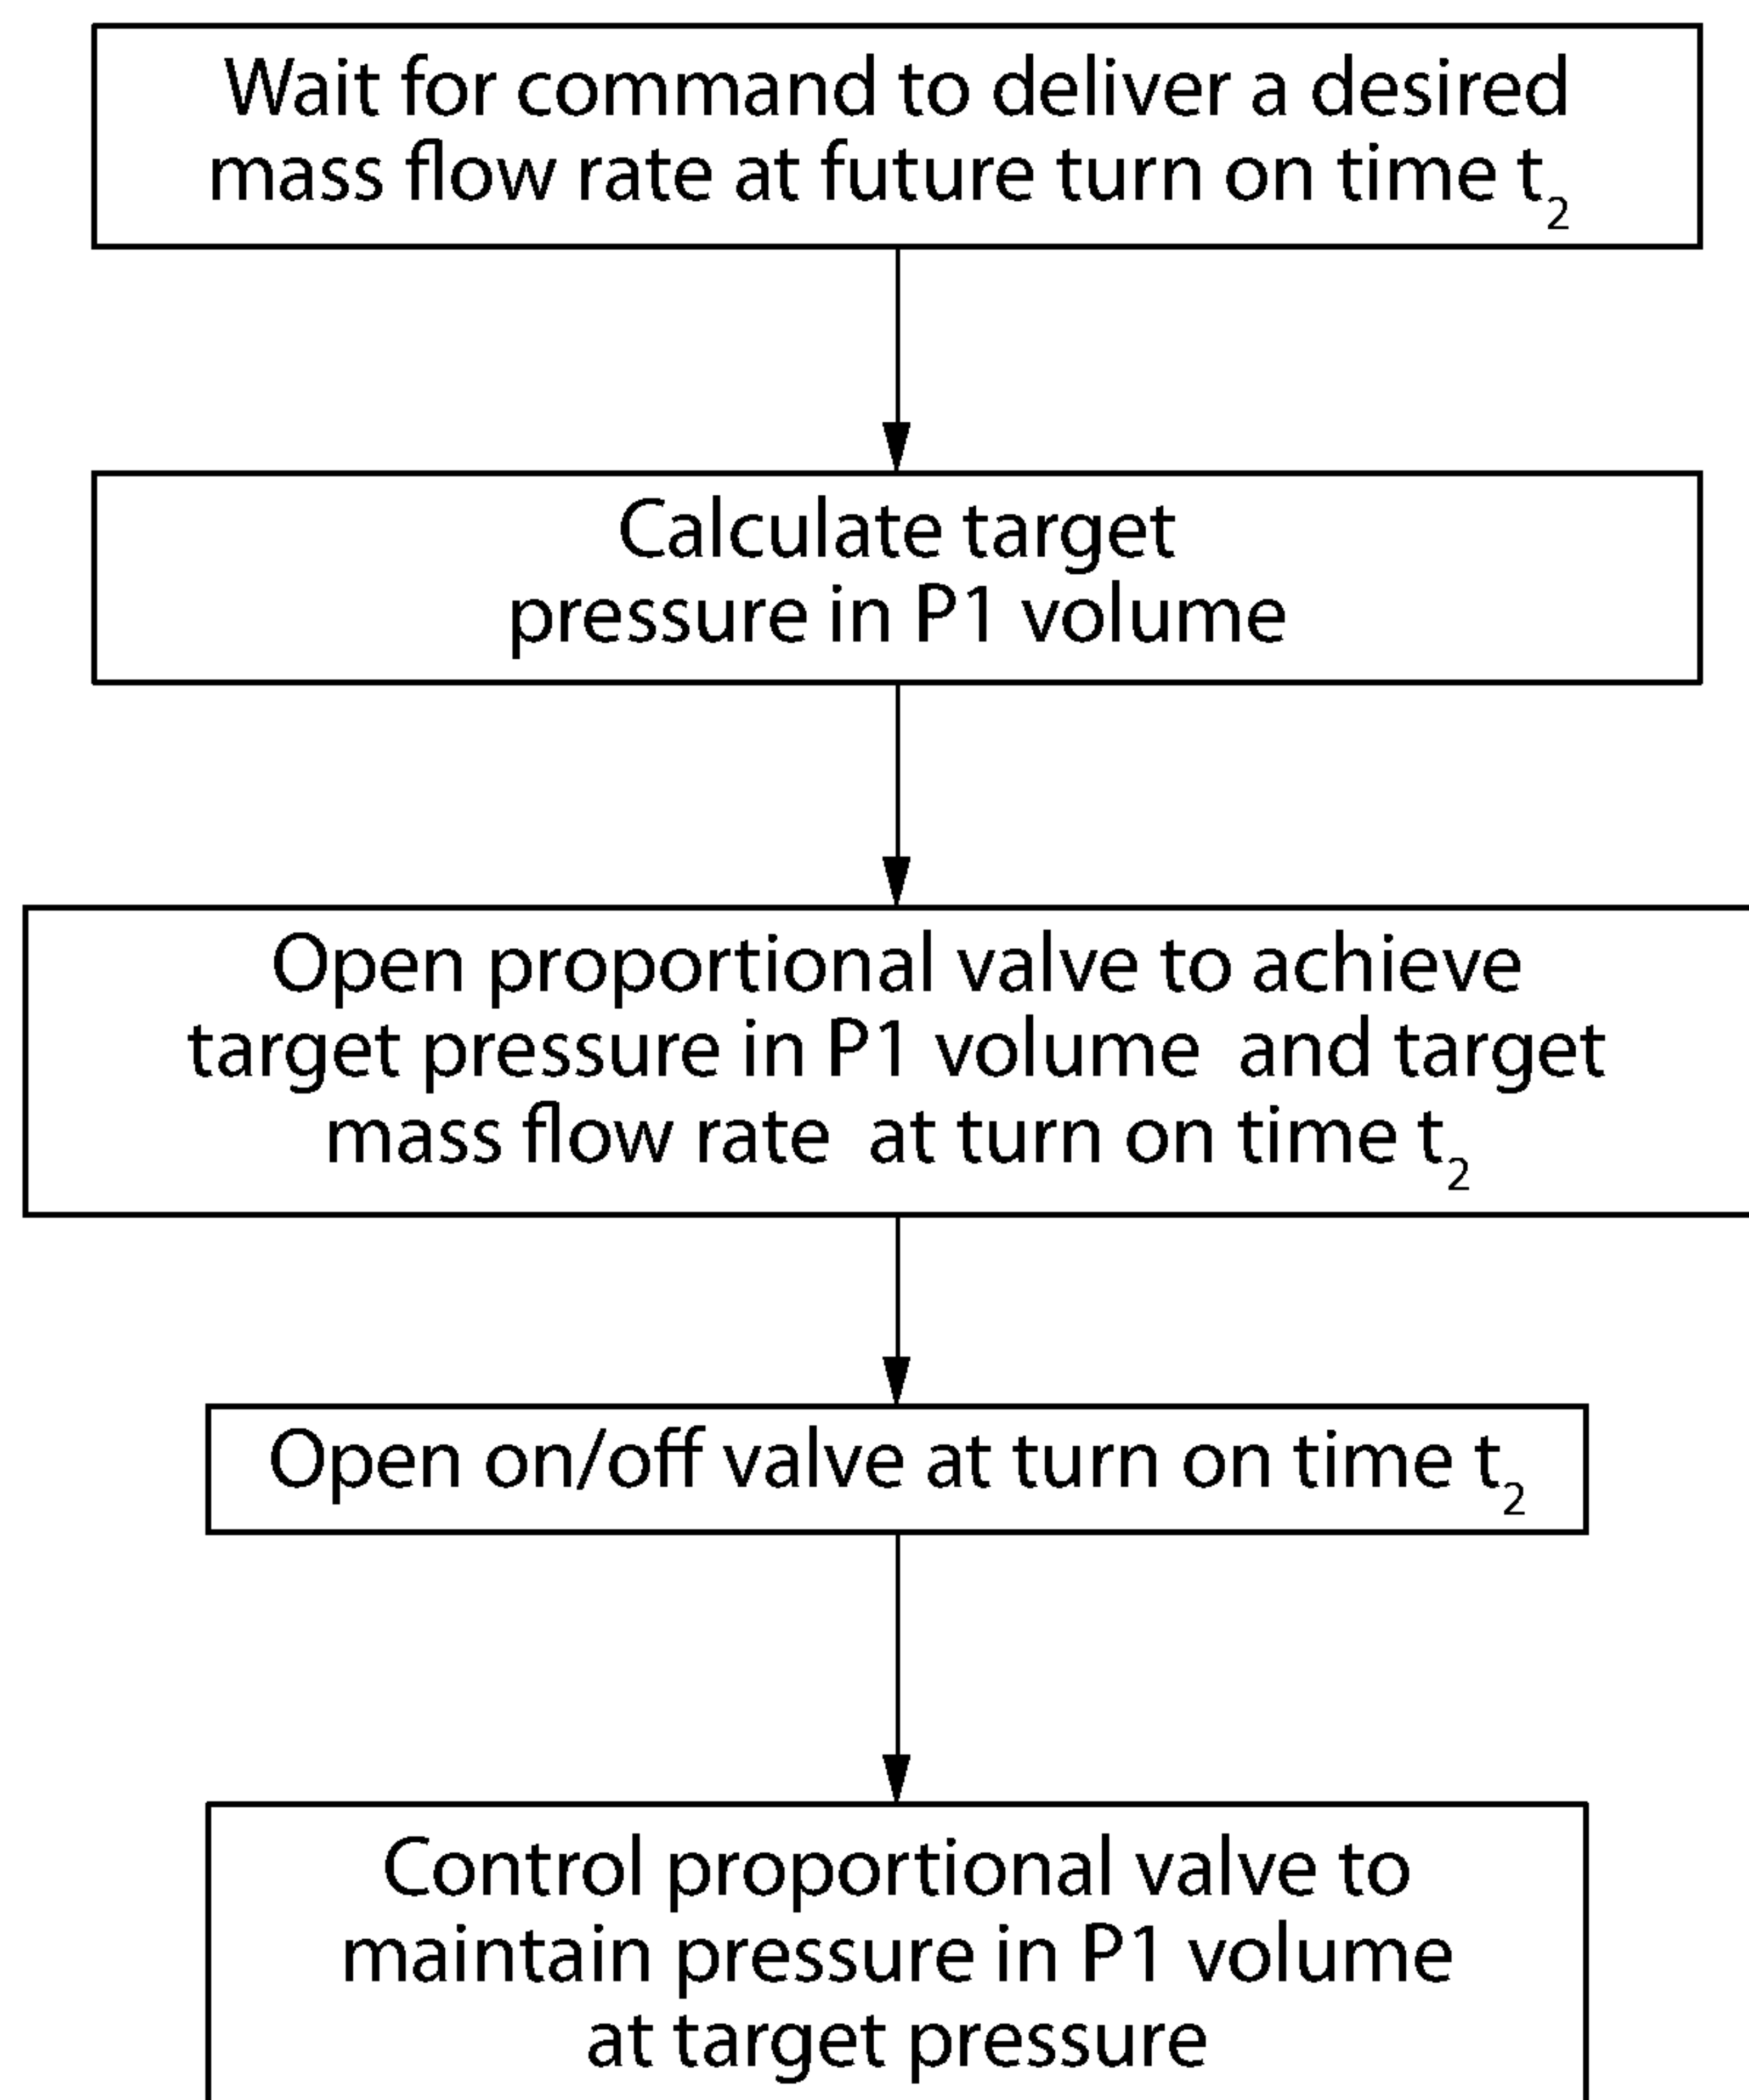 Wait for command to deliver a desired
mass flow rate at future turn on time t₂
Calculate target
pressure in P1 volume
Open proportional valve to achieve
target pressure in P1 volume and target
mass flow rate at turn on time t₂
Open on/off valve at turn on time t₂
Control proportional valve to
maintain pressure in P1 volume
at target pressure